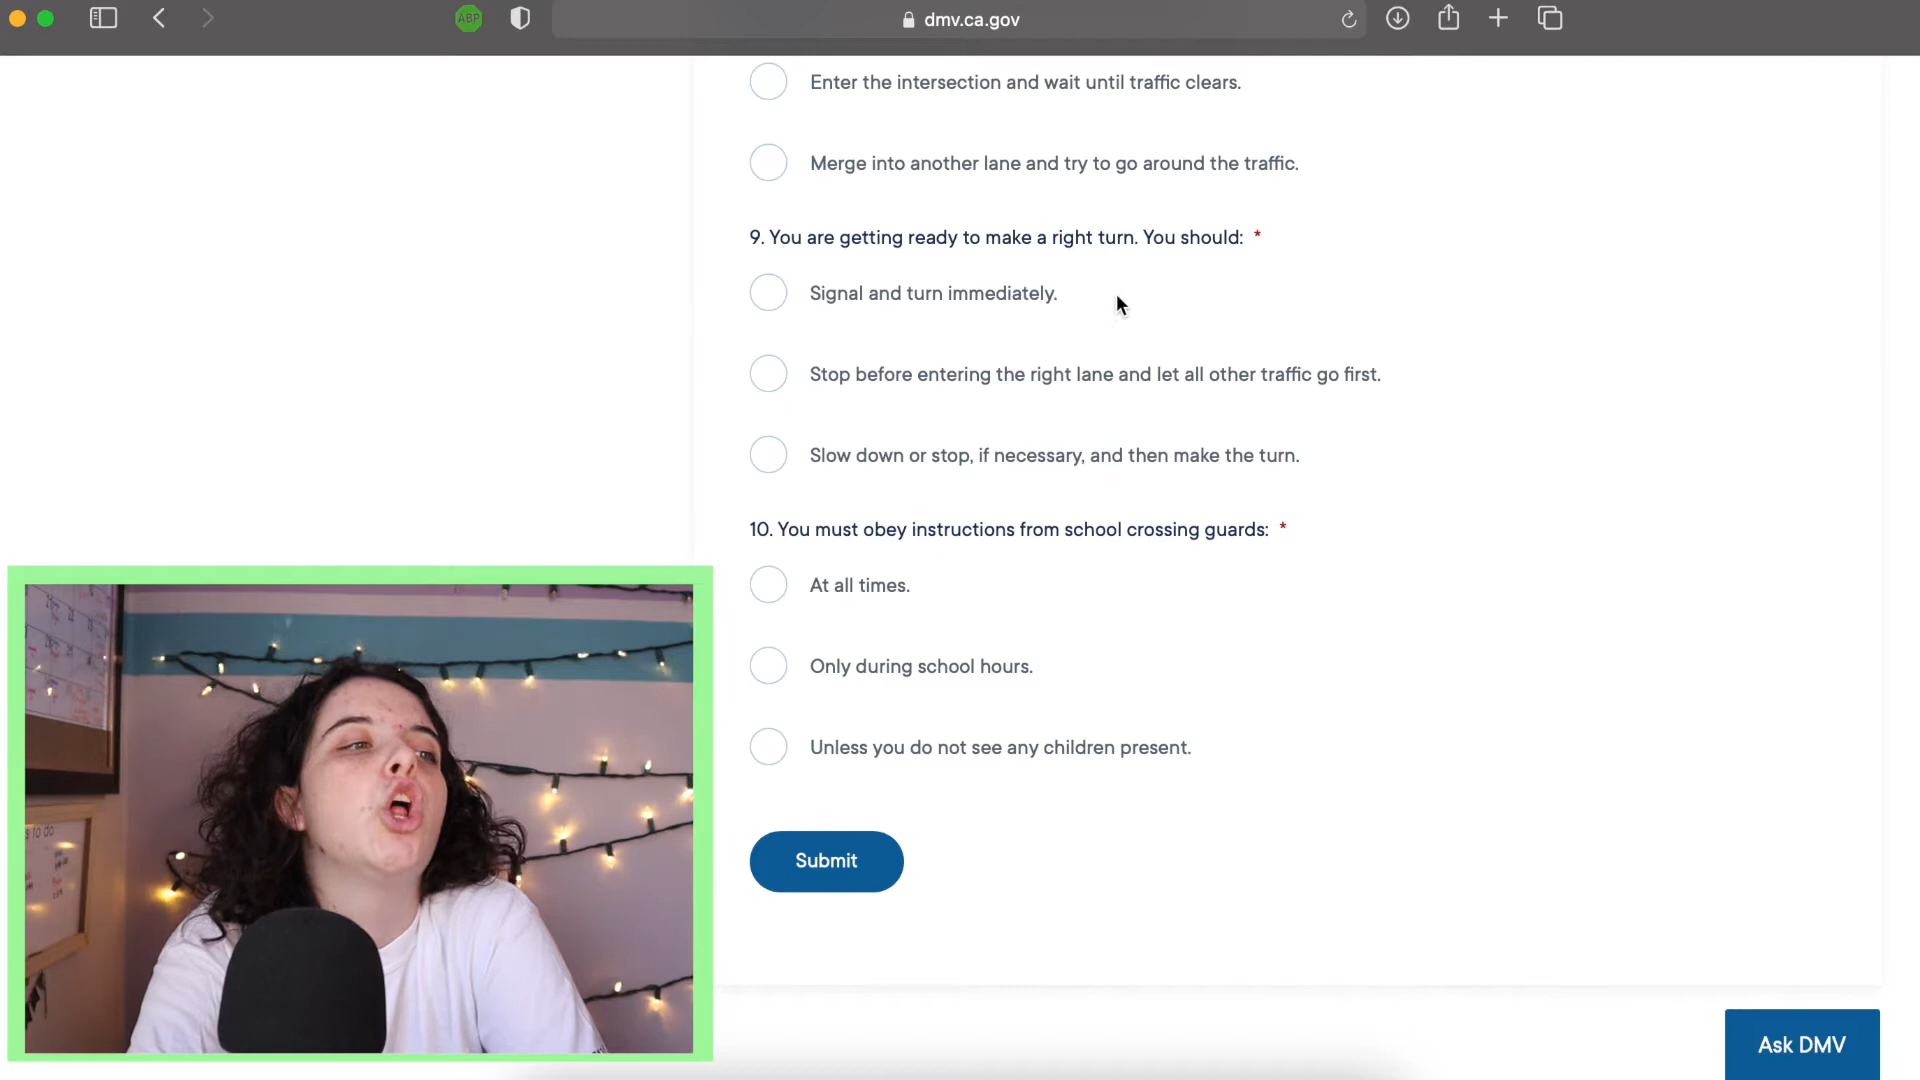 ABP
dmv.ca.gov
Enter the intersection and wait until traffic clears.
Merge into another lane and try to go around the traffic.
9. You are getting ready to make a right turn. You should: *
Signal and turn immediately.
Stop before entering the right lane and let all other traffic go first.
Slow down or stop, if necessary, and then make the turn.
10. You must obey instructions from school crossing guards: *
At all times.
Only during school hours.
Unless you do not see any children present.
Submit
to do
Ask DMV